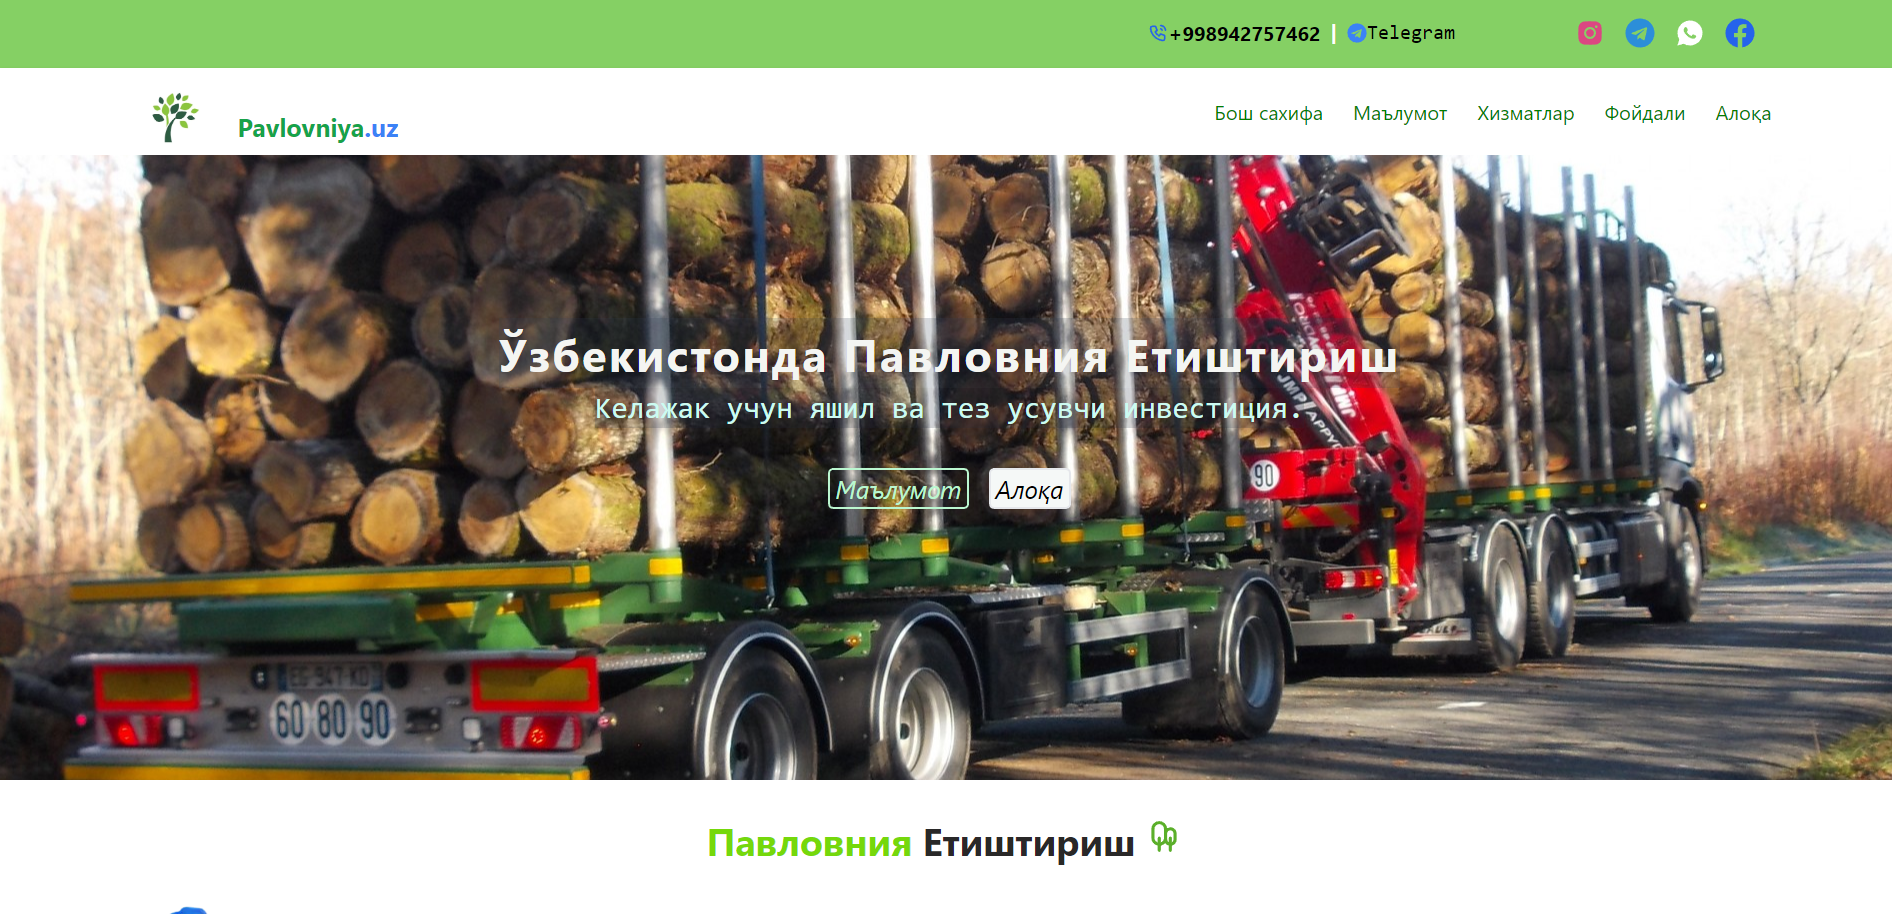 +998942757462 | Telegram
Pavlovniya.uz
Бош сахифа Маълумот Хизматлар Фойдали Алоқа
Ўзбекистонда Павловния Етиштириш
Келажак учун яшил ва тез усувчи инвестиция.
Маълумот Алоқа
90
60 80 90
Павловния Етиштириш